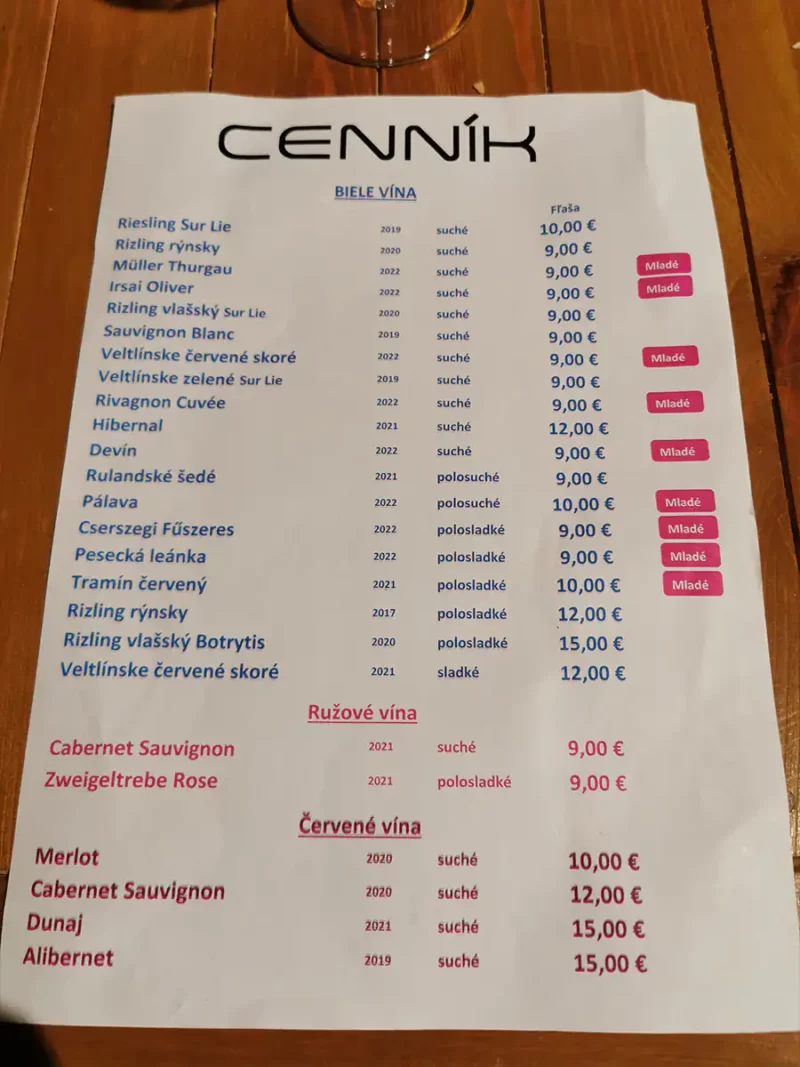 CENNÍK
BIELE VÍNA
Fľaša
Riesling Sur Lie 2019 suché 10,00 €
Rizling rýnsky 2020 suché 9,00 €
Müller Thurgau 2022 suché 9,00 € Mladé
Irsai Oliver 2022 suché 9,00 € Mladé
Rizling vlašský Sur Lie 2020 suché 9,00 €
Sauvignon Blanc 2019 suché 9,00 €
Veltlínske červené skoré 2022 suché 9,00 € Mladé
Veltlínske zelené Sur Lie 2019 suché 9,00 €
Rivagnon Cuvée 2022 suché 9,00 € Mladé
Hibernal 2021 suché 12,00 €
Devín 2022 suché 9,00 € Mladé
Rulandské šedé 2021 polosuché 9,00 €
Pálava 2022 polosuché 10,00 € Mladé
Cserszegi Fűszeres 2022 polosladké 9,00 € Mladé
Pesecká leánka 2022 polosladké 9,00 € Mladé
Tramín červený 2021 polosladké 10,00 € Mladé
Rizling rýnsky 2017 polosladké 12,00 €
Rizling vlašský Botrytis 2020 polosladké 15,00 €
Veltlínske červené skoré 2021 sladké 12,00 €
Ružové vína
Cabernet Sauvignon 2021 suché 9,00 €
Zweigeltrebe Rose 2021 polosladké 9,00 €
Červené vína
Merlot 2020 suché 10,00 €
Cabernet Sauvignon 2020 suché 12,00 €
Dunaj 2021 suché 15,00 €
Alibernet 2019 suché 15,00 €